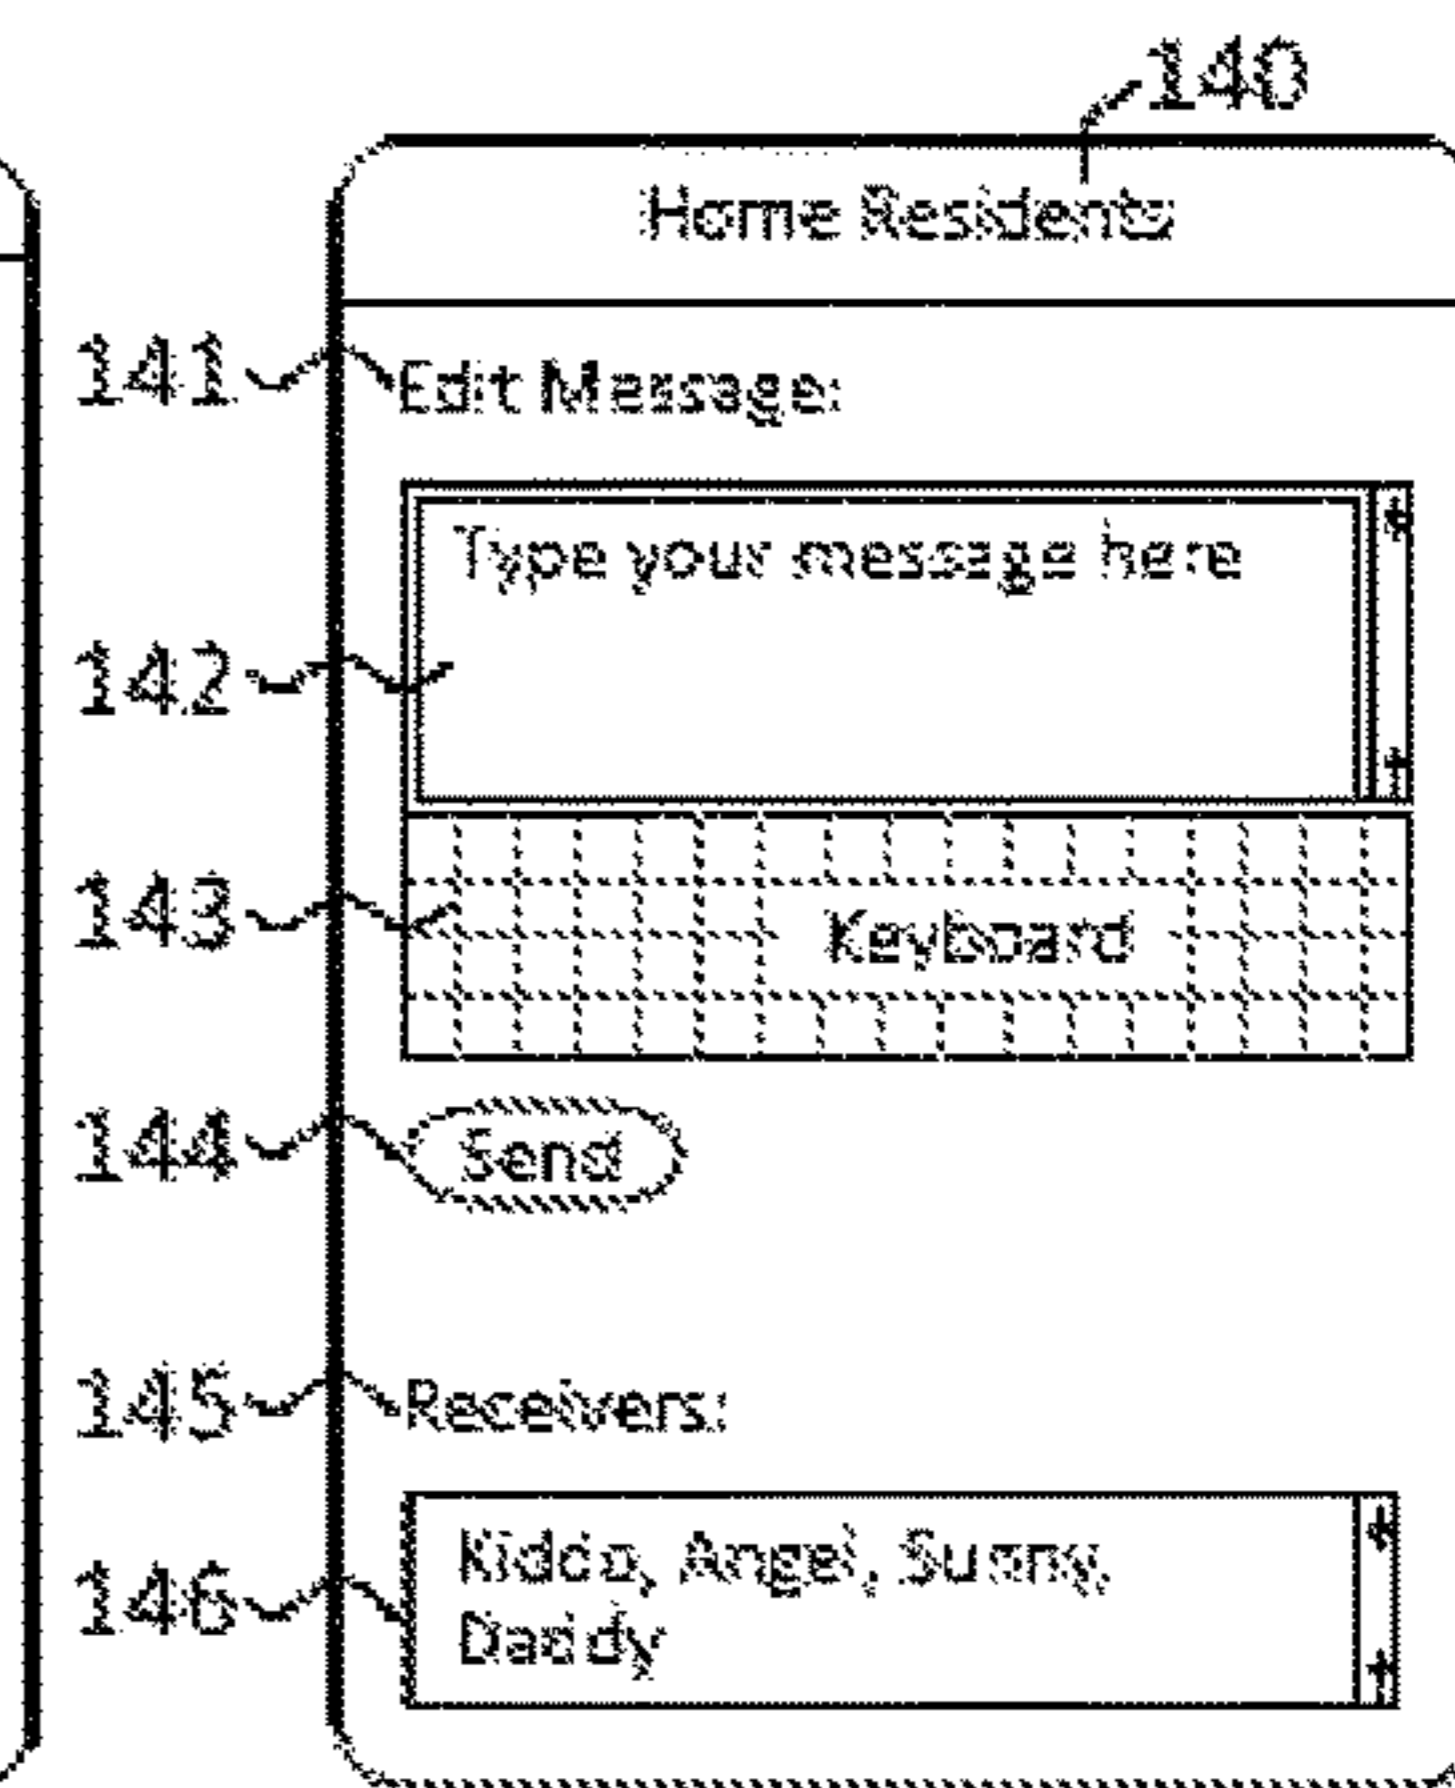 140
Home Residents
141 Edit Message:
Type your message here
142
143 Keyboard
144 Send
145 Receivers:
Kiddo, Angel, Sunny,
146
Daddy